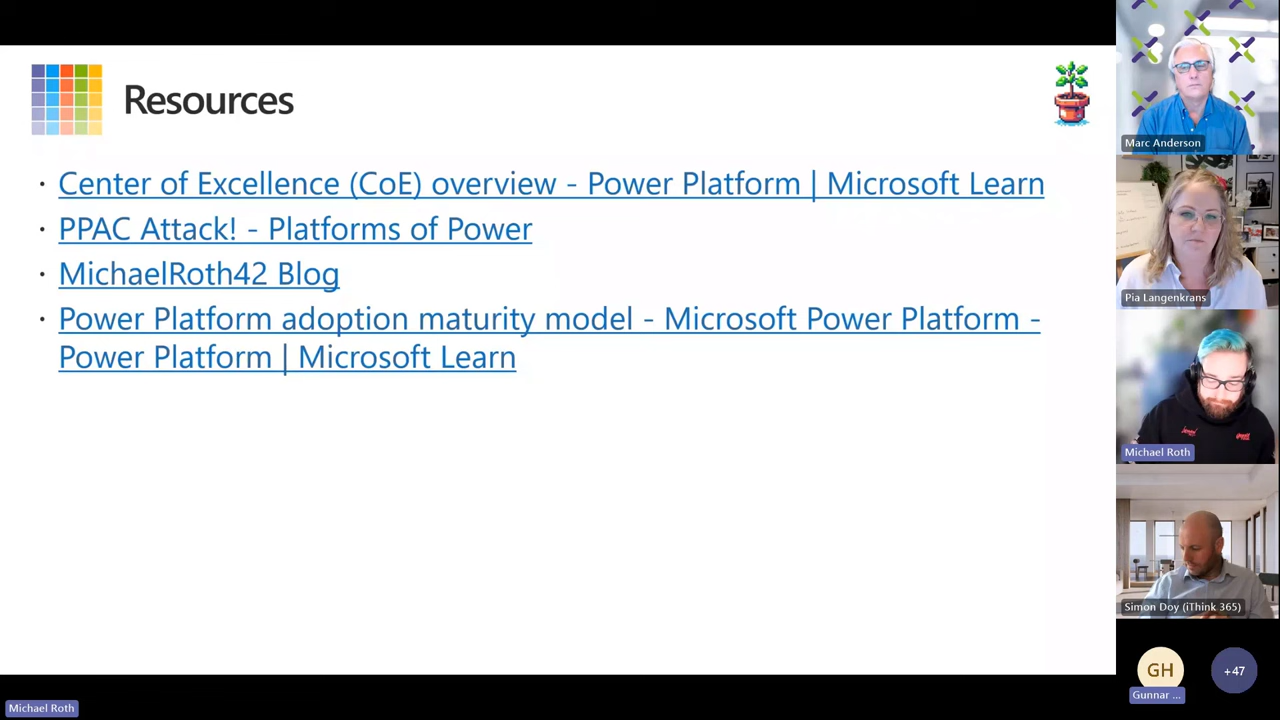 Resources
· Center of Excellence (CoE) overview - Power Platform | Microsoft Learn
· PPAC Attack! - Platforms of Power
· MichaelRoth42 Blog
· Power Platform adoption maturity model - Microsoft Power Platform -
Power Platform | Microsoft Learn
Marc Anderson
Pia Langenkrans
Michael Roth
Simon Doy (iThink 365)
GH
Gunnar ...
+47
Michael Roth